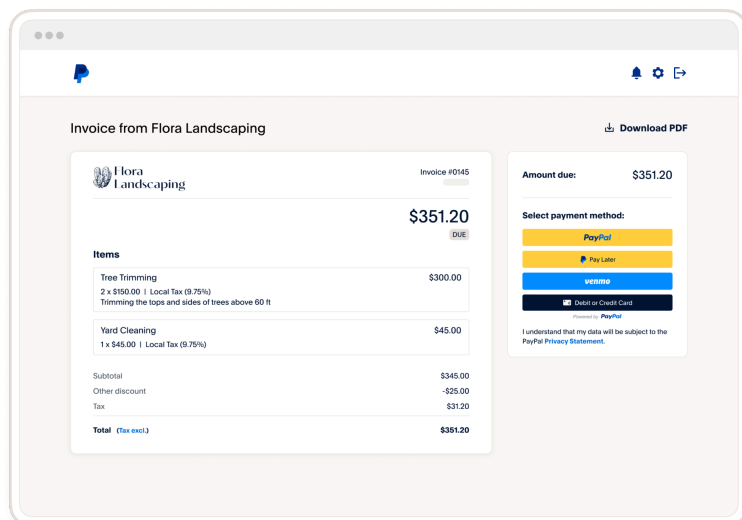 Invoice from Flora Landscaping
Download PDF
Flora
Landscaping
Invoice #0145
$351.20
DUE
Items
Tree Trimming $300.00
2 x $150.00 | Local Tax (9.75%)
Trimming the tops and sides of trees above 60 ft
Yard Cleaning $45.00
1 x $45.00 | Local Tax (9.75%)
Subtotal $345.00
Other discount -$25.00
Tax $31.20
Total (Tax excl.) $351.20
Amount due: $351.20
Select payment method:
PayPal
Pay Later
venmo
Debit or Credit Card
Powered by PayPal
I understand that my data will be subject to the
PayPal Privacy Statement.